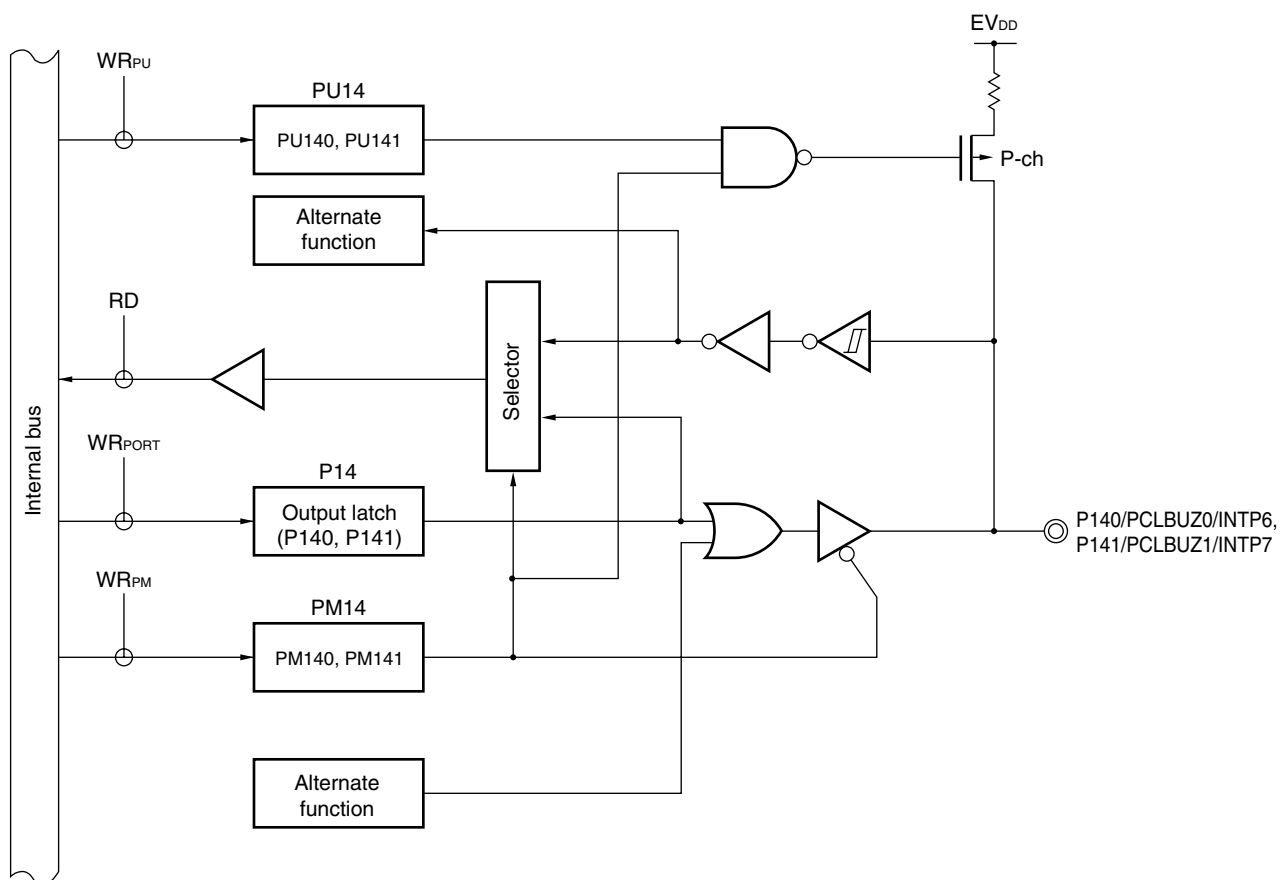 EVDD
WRPU
PU14
PU140, PU141
P-ch
Alternate
function
RD
Selector
Internal bus
WRPORT
P14
Output latch
(P140, P141)
P140/PCLBUZ0/INTP6,
P141/PCLBUZ1/INTP7
WRPM
PM14
PM140, PM141
Alternate
function